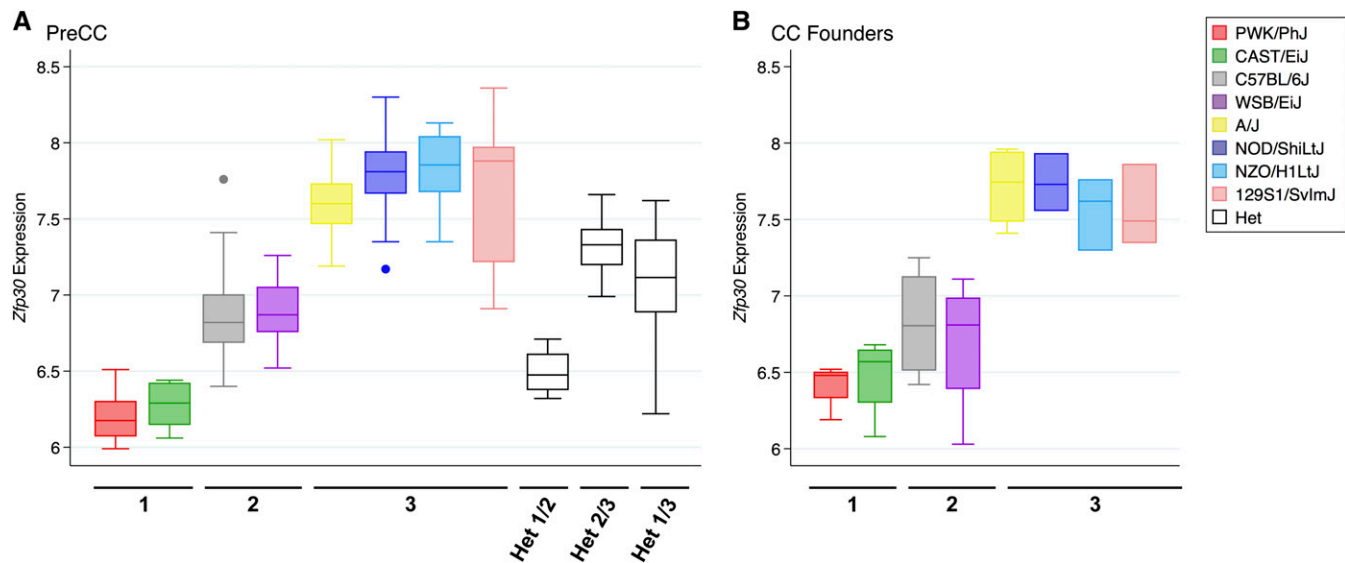 A PreCC
8.5
8
7.5
7
6.5
6
Zfp30 Expression
1
2
3
Het 1/2
Het 2/3
Het 1/3
B CC Founders
8.5
8
7.5
7
6.5
6
Zfp30 Expression
1
2
3
PWK/PhJ
CAST/EiJ
C57BL/6J
WSB/EiJ
A/J
NOD/ShiLtJ
NZO/H1LtJ
129S1/SvlmJ
Het